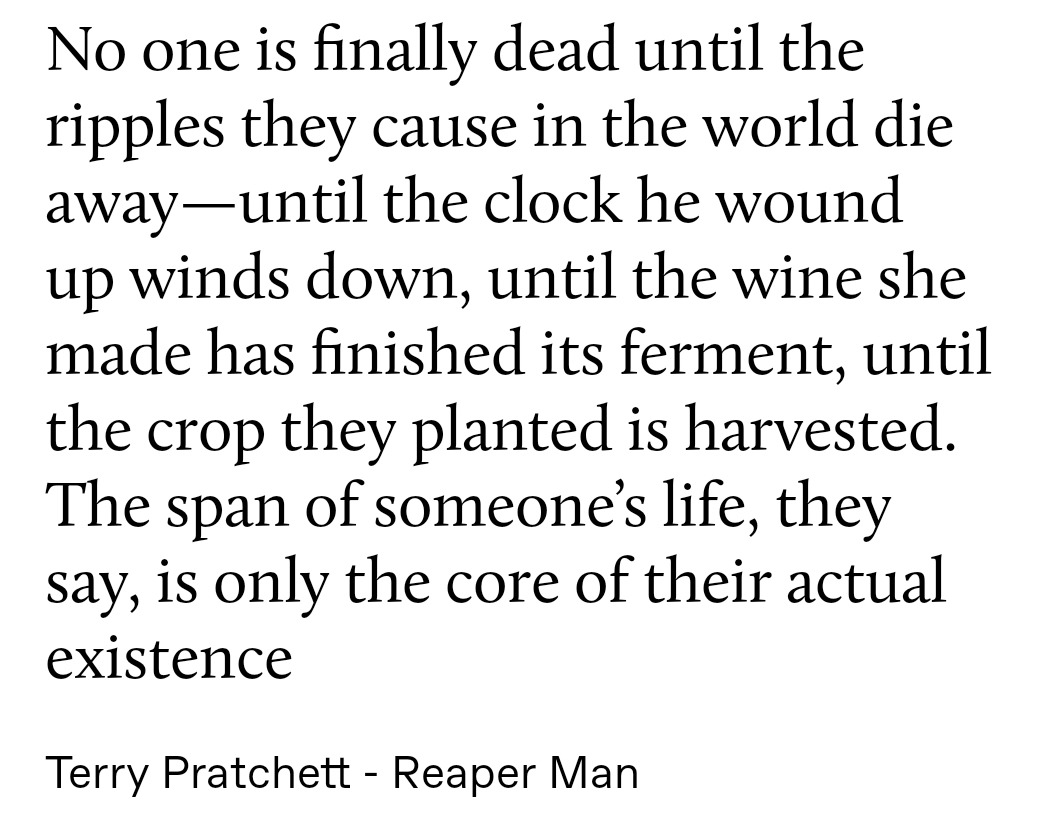 No one is finally dead until the
ripples they cause in the world die
away—until the clock he wound
up winds down, until the wine she
made has finished its ferment, until
the crop they planted is harvested.
The span of someone’s life, they
say, is only the core of their actual
existence
Terry Pratchett - Reaper Man